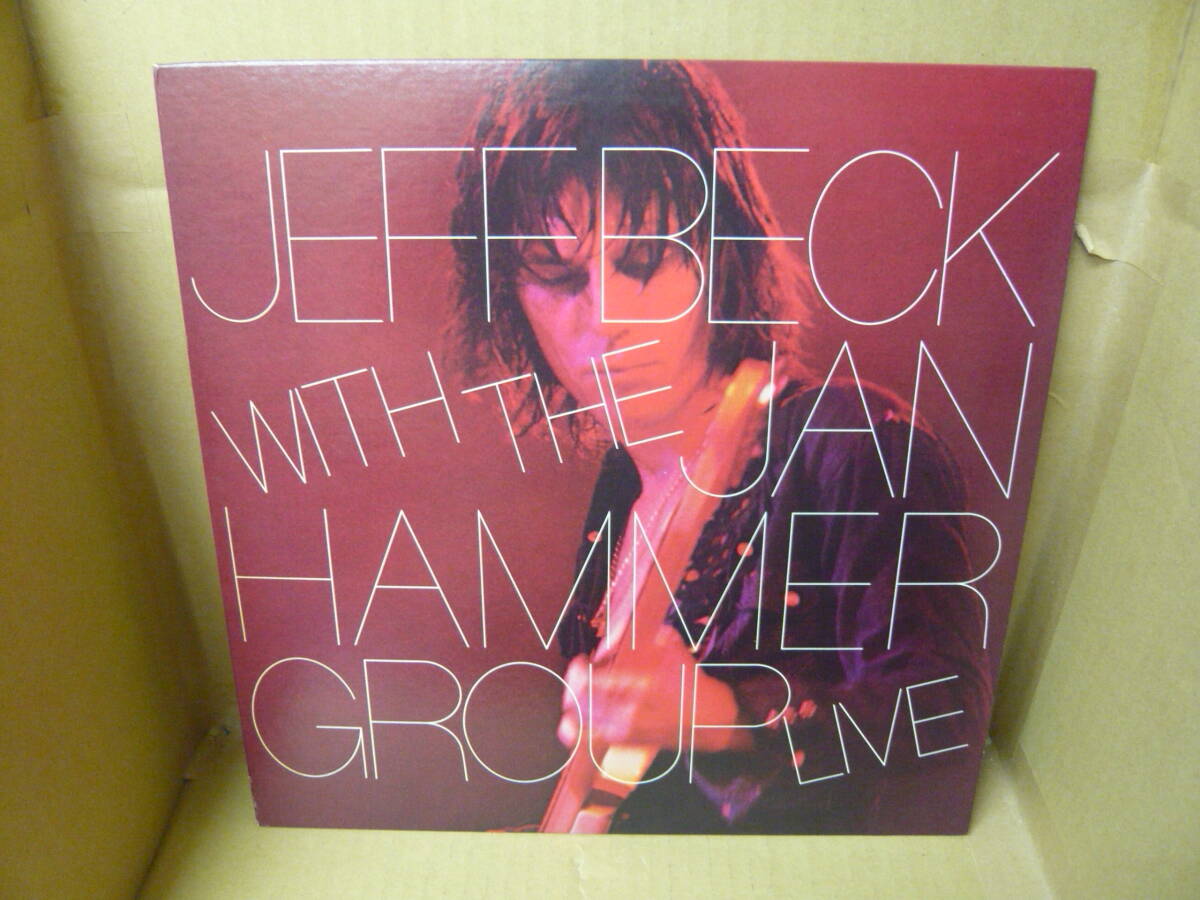 JEFF BECK
WITH THE JAN
HAMMER
GROUP LIVE